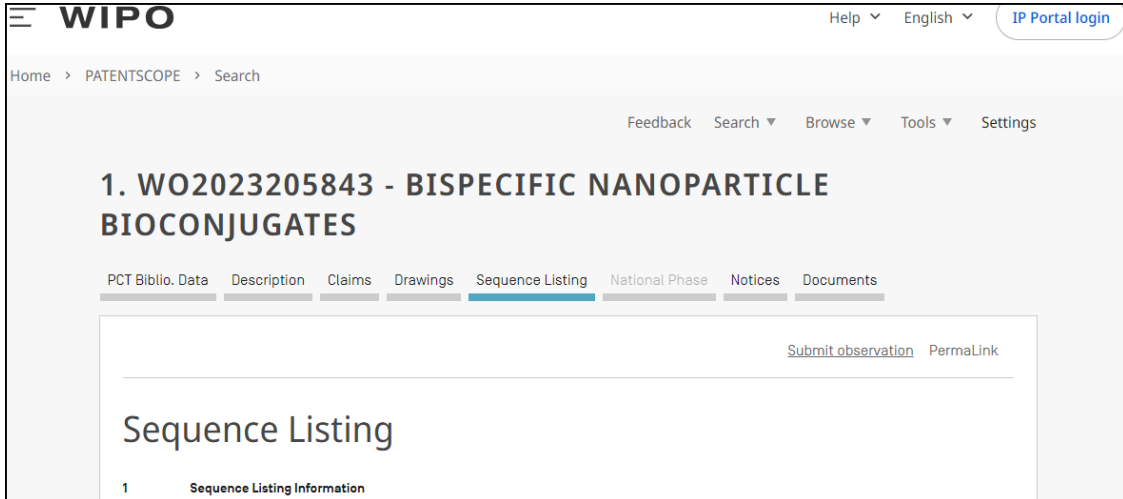 WIPO
Help English IP Portal login
Home > PATENTSCOPE > Search
Feedback Search ▼ Browse ▼ Tools ▼ Settings
1. WO2023205843 - BISPECIFIC NANOPARTICLE
BIOCONJUGATES
PCT Biblio. Data Description Claims Drawings Sequence Listing National Phase Notices Documents
Submit observation PermaLink
Sequence Listing
1 Sequence Listing Information